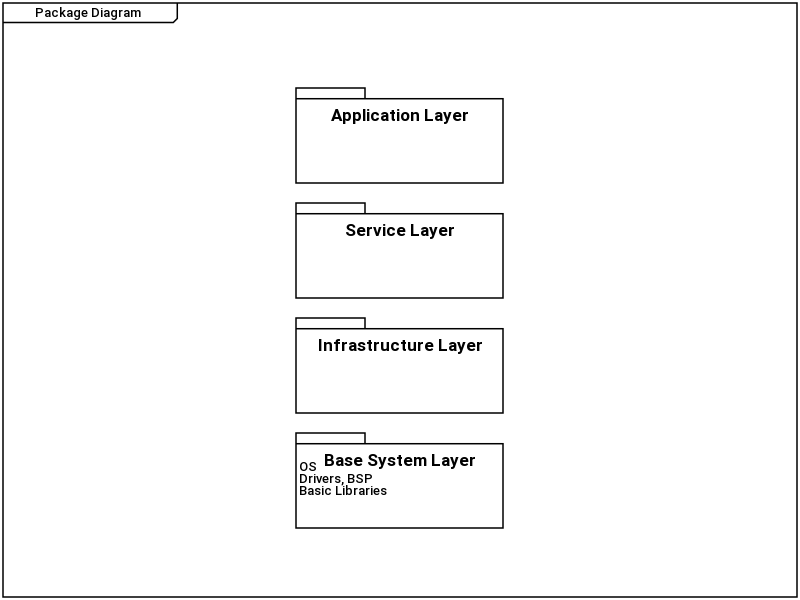 Package Diagram
Application Layer
Service Layer
Infrastructure Layer
Base System Layer
OS
Drivers, BSP
Basic Libraries